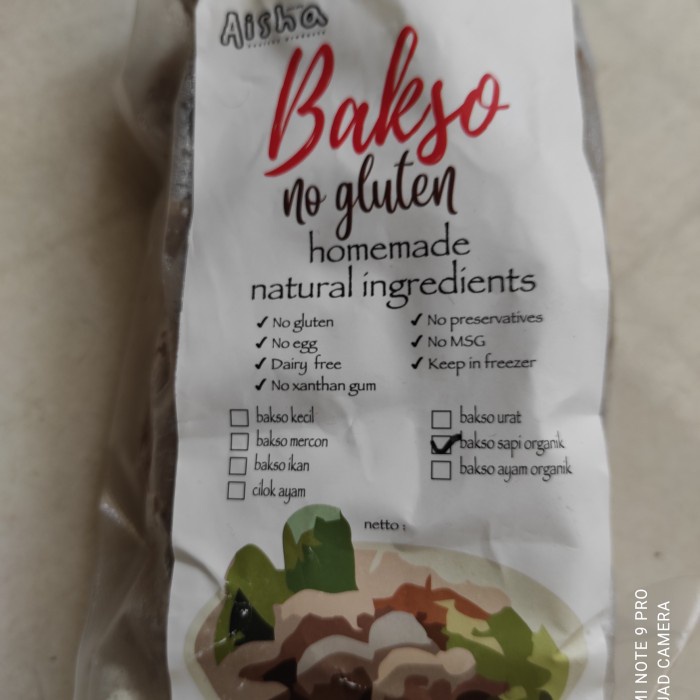 Aisha
Bakso
no gluten
homemade
natural ingredients
✓ No gluten
✓ No egg
✓ Dairy free
✓ No xanthan gum
✓ No preservatives
✓ No MSG
✓ Keep in freezer
bakso kecil
bakso mercon
bakso ikan
cilok ayam
bakso urat
bakso sapi organik
bakso ayam organik
netto :
MI NOTE 9 PRO
AD CAMERA